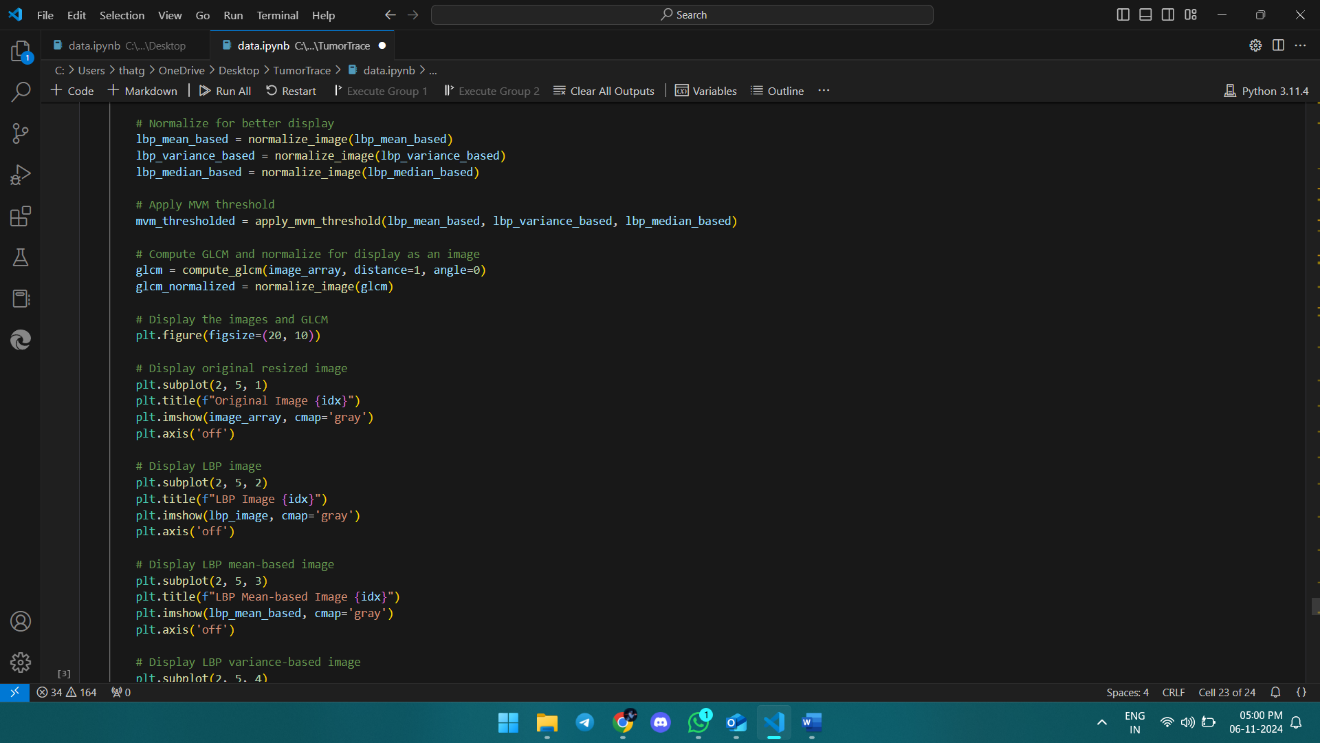 File Edit Selection View Go Run Terminal Help Search
data.ipynb C:\...\Desktop data.ipynb C:\...\TumorTrace
C: > Users > thatg > OneDrive > Desktop > TumorTrace > data.ipynb > ...
+ Code + Markdown Run All Restart Execute Group 1 Execute Group 2 Clear All Outputs Variables Outline ... Python 3.11.4
# Normalize for better display
lbp_mean_based = normalize_image(lbp_mean_based)
lbp_variance_based = normalize_image(lbp_variance_based)
lbp_median_based = normalize_image(lbp_median_based)
# Apply MVM threshold
mvm_thresholded = apply_mvm_threshold(lbp_mean_based, lbp_variance_based, lbp_median_based)
# Compute GLCM and normalize for display as an image
glcm = compute_glcm(image_array, distance=1, angle=0)
glcm_normalized = normalize_image(glcm)
# Display the images and GLCM
plt.figure(figsize=(20, 10))
# Display original resized image
plt.subplot(2, 5, 1)
plt.title(f"Original Image {idx}")
plt.imshow(image_array, cmap='gray')
plt.axis('off')
# Display LBP image
plt.subplot(2, 5, 2)
plt.title(f"LBP Image {idx}")
plt.imshow(lbp_image, cmap='gray')
plt.axis('off')
# Display LBP mean-based image
plt.subplot(2, 5, 3)
plt.title(f"LBP Mean-based Image {idx}")
plt.imshow(lbp_mean_based, cmap='gray')
plt.axis('off')
# Display LBP variance-based image
[3]
plt.subplot(2, 5, 4)
34 164 0 Spaces: 4 CRLF Cell 23 of 24 {}
ENG IN 05:00 PM
06-11-2024